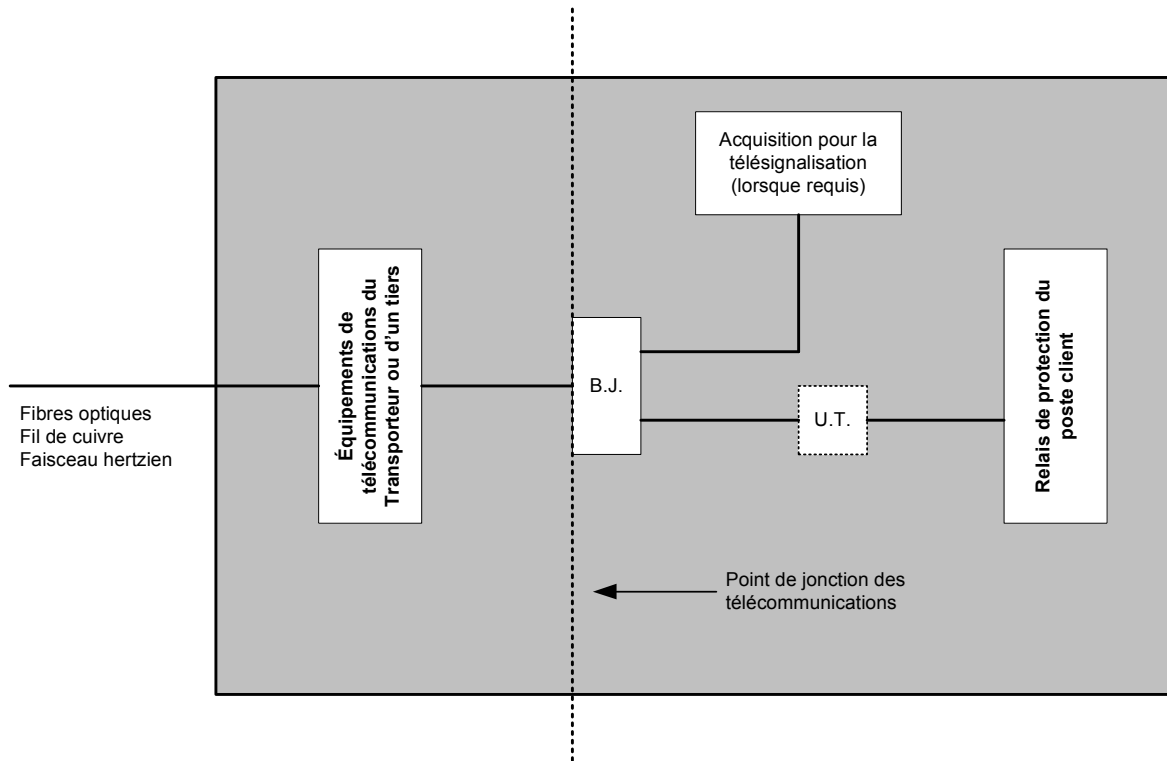 Acquisition pour la
télésignalisation
(lorsque requis)
Équipements de
télécommunications du
Transporteur ou d'un tiers
B.J.
U.T.
Relais de protection du
poste client
Fibres optiques
Fil de cuivre
Faisceau hertzien
Point de jonction des
télécommunications